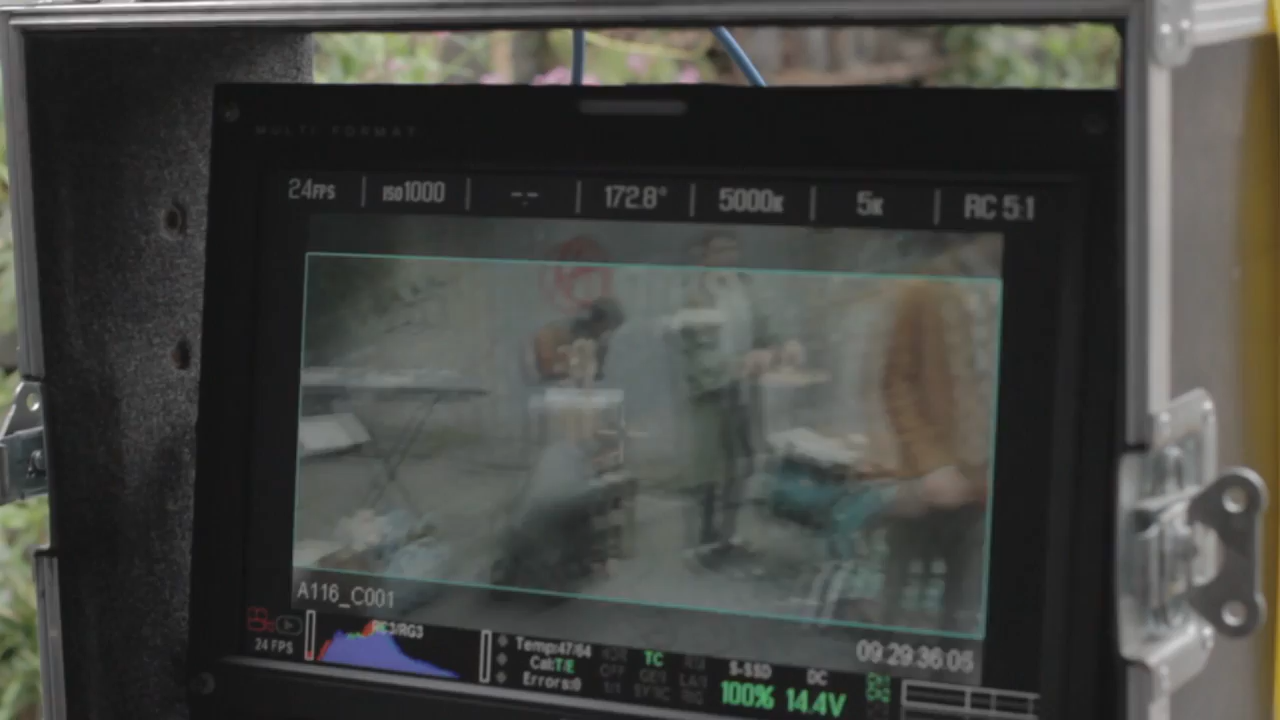 MULTI FORMAT
24FPS ISO1000 -.- 172.8° 5000K 5K RC 5:1
A116_C001
09:29:36:05
24 FPS
Temp:47/64
Cal:T/E
Errors:0
TC
S-SSD
100%
DC
14.4V